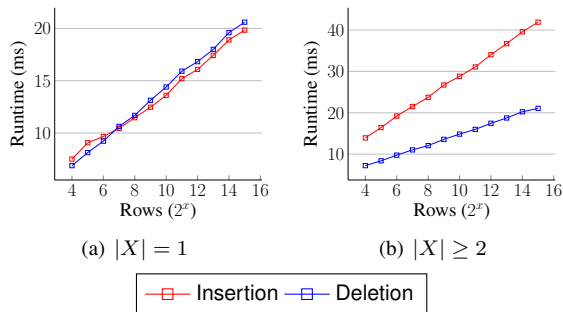 20
15
10
Runtime (ms)
4 6 8 10 12 14 16
Rows (2^x)
(a) |X| = 1
40
30
20
10
Runtime (ms)
4 6 8 10 12 14 16
Rows (2^x)
(b) |X| ≥ 2
Insertion Deletion